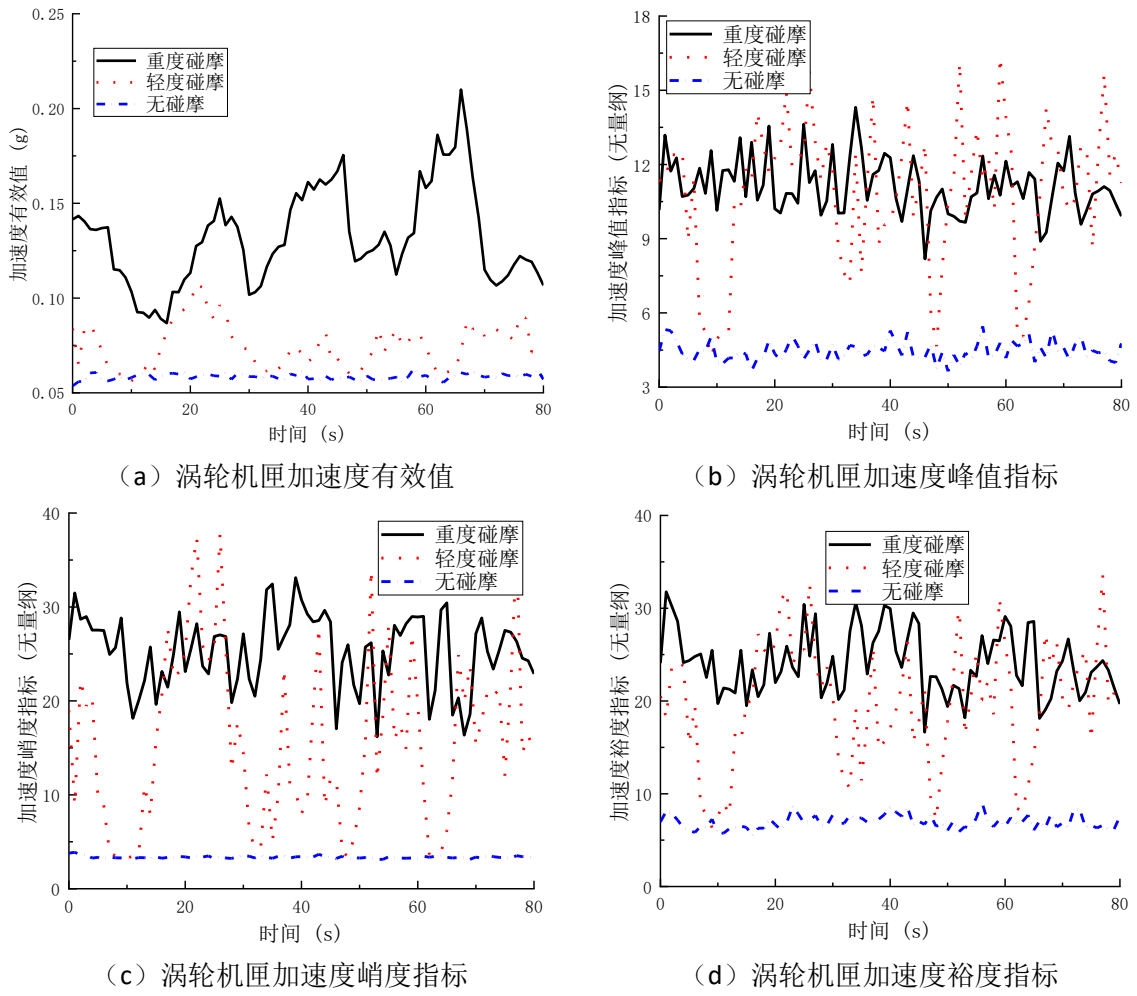 0.25
0.20
0.15
0.10
0.05
加速度有效值 (g)
重度碰摩
轻度碰摩
无碰摩
0 20 40 60 80
时间 (s)
（a）涡轮机匣加速度有效值
18
15
12
9
6
3
加速度峰值指标 (无量纲)
重度碰摩
轻度碰摩
无碰摩
0 20 40 60 80
时间 (s)
（b）涡轮机匣加速度峰值指标
40
30
20
10
0
加速度峭度指标 (无量纲)
重度碰摩
轻度碰摩
无碰摩
0 20 40 60 80
时间 (s)
（c）涡轮机匣加速度峭度指标
40
30
20
10
0
加速度裕度指标 (无量纲)
重度碰摩
轻度碰摩
无碰摩
0 20 40 60 80
时间 (s)
（d）涡轮机匣加速度裕度指标